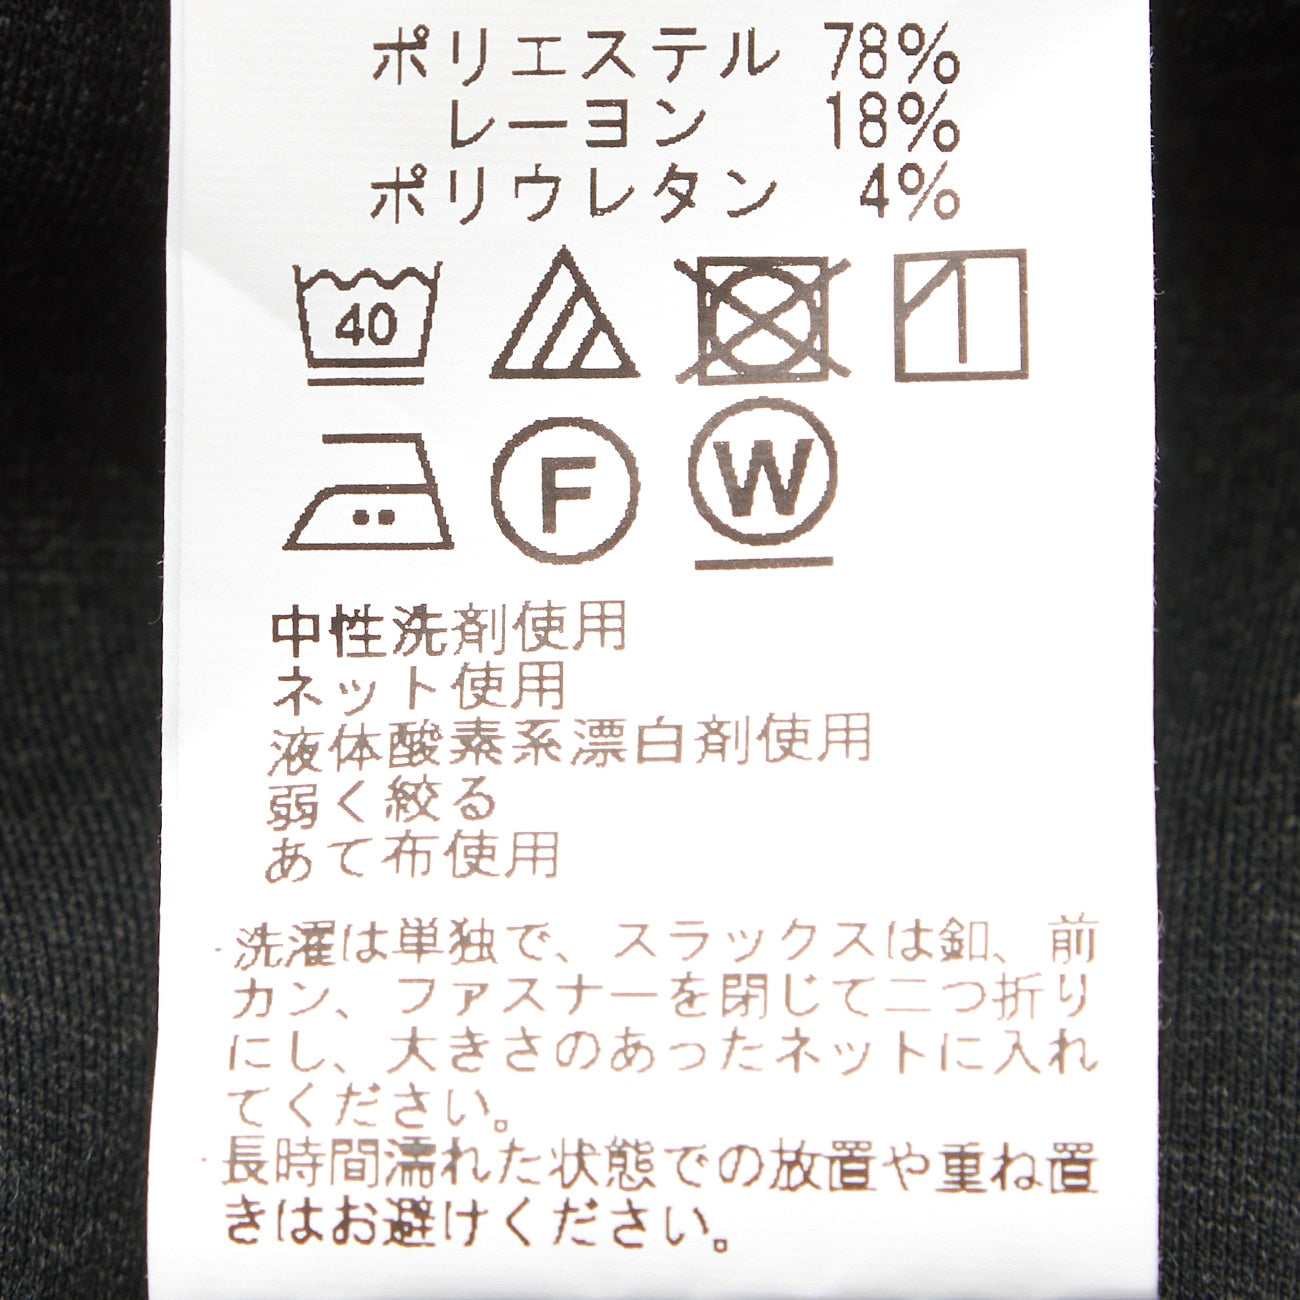 ポリエステル 78%
レーヨン 18%
ポリウレタン 4%
40
F
W
中性洗剤使用
ネット使用
液体酸素系漂白剤使用
弱く絞る
あて布使用
・洗濯は単独で、スラックスは釦、前
カン、ファスナーを閉じて二つ折り
にし、大きさのあったネットに入れ
てください。
・長時間濡れた状態での放置や重ね置
きはお避けください。